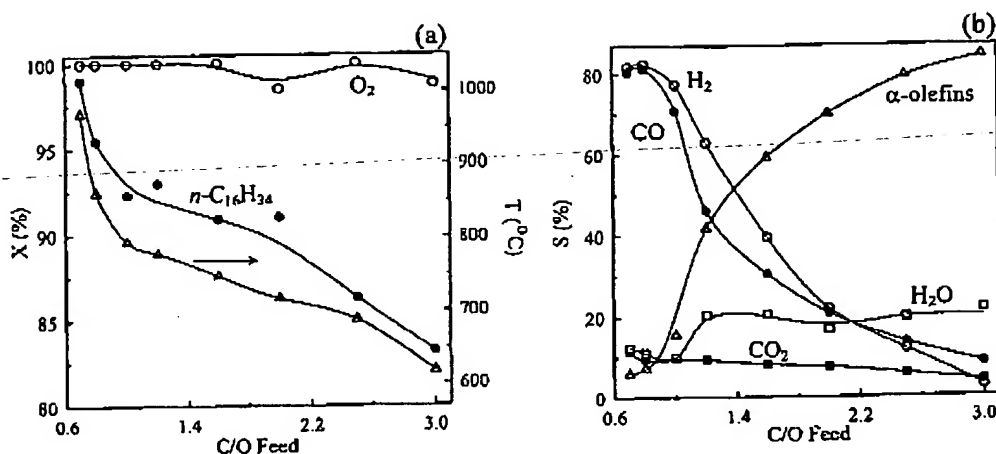 (a)
100
95
90
85
80
X (%)
O₂
n-C₁₆H₃₄
1000
900
800
700
600
T (⁰C)
0.6
1.4
2.2
3.0
C/O Feed
(b)
80
60
40
20
0
S (%)
H₂
CO
α-olefins
H₂O
CO₂
0.6
1.4
2.2
3.0
C/O Feed